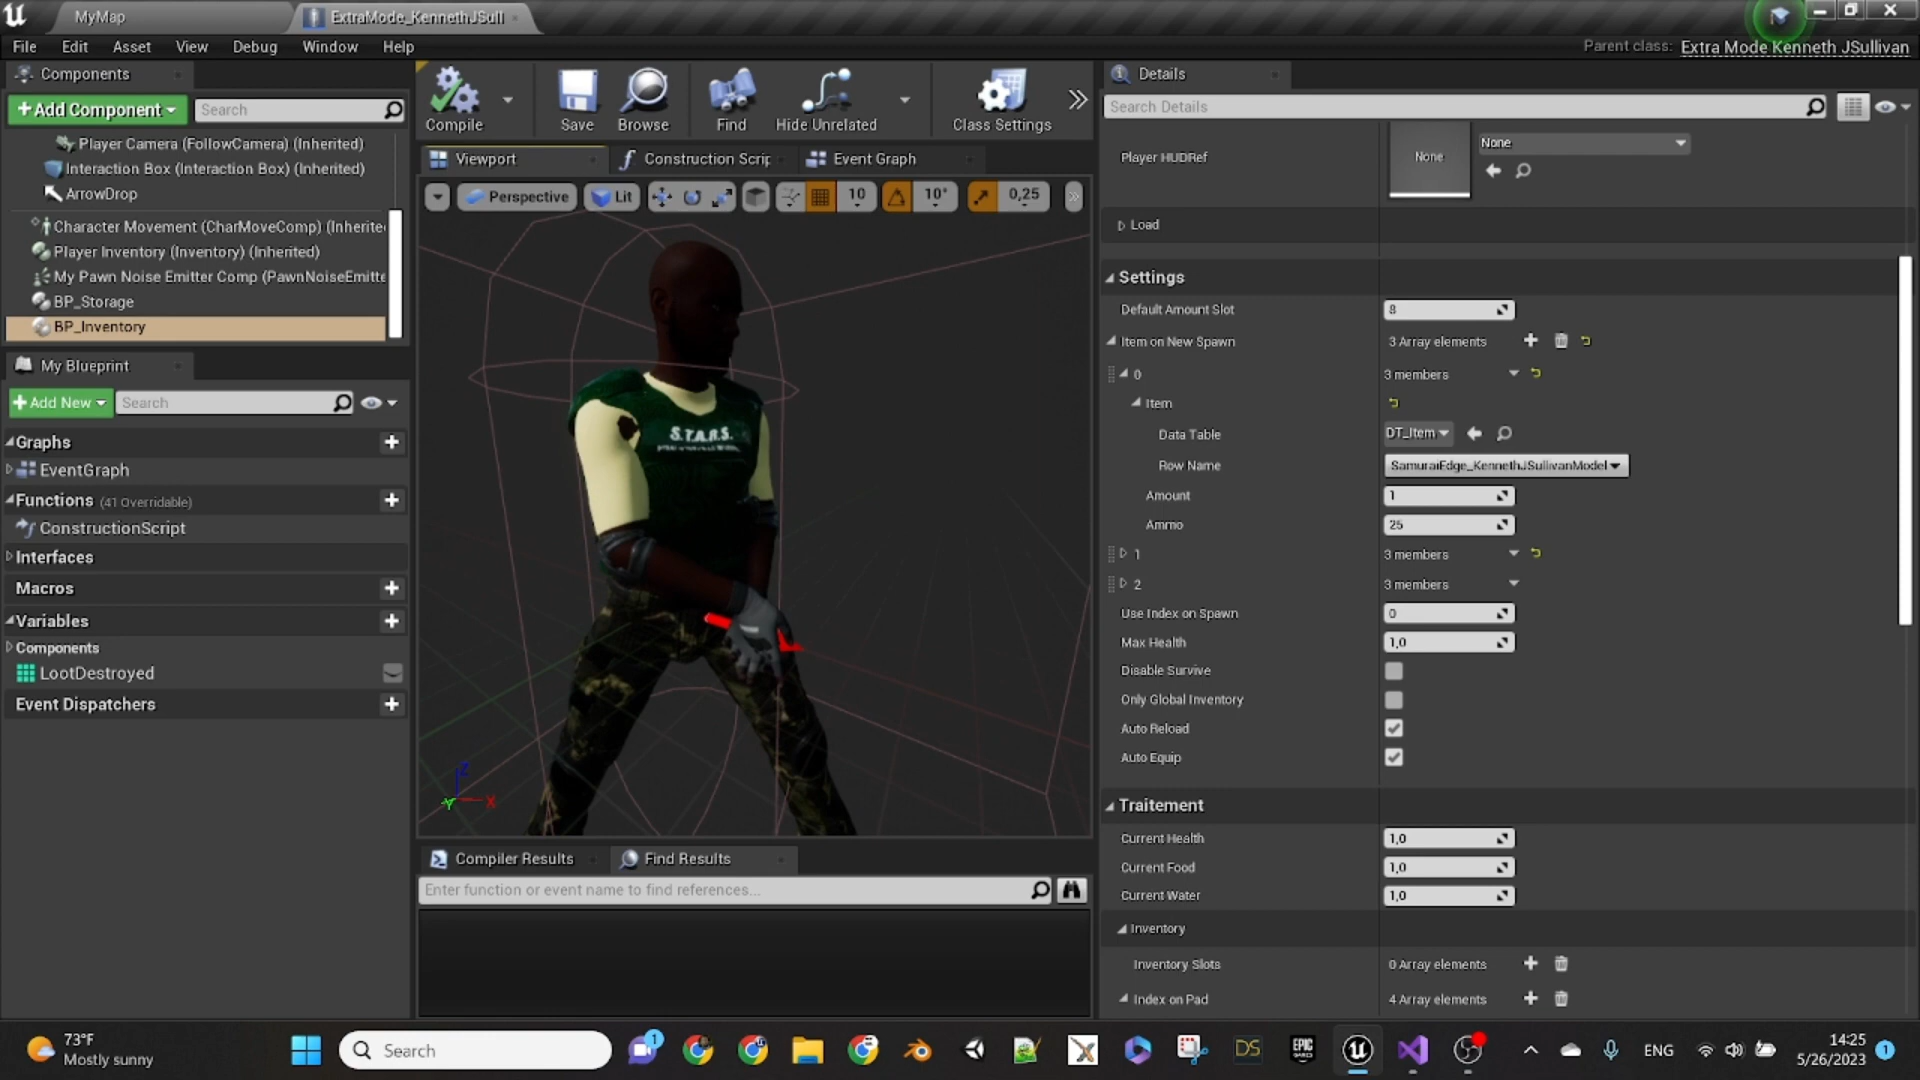 MyMap
ExtraMode_KennethJSull
File Edit Asset View Debug Window Help
Parent class: Extra Mode Kenneth JSullivan
Components
Add Component
Search
Player Camera (FollowCamera) (Inherited)
Interaction Box (Interaction Box) (Inherited)
ArrowDrop
Character Movement (CharMoveComp) (Inherite
Player Inventory (Inventory) (Inherited)
My Pawn Noise Emitter Comp (PawnNoiseEmitte
BP_Storage
BP_Inventory
My Blueprint
Add New
Search
Graphs
EventGraph
Functions (41 Overridable)
ConstructionScript
Interfaces
Macros
Variables
Components
LootDestroyed
Event Dispatchers
Compile
Save
Browse
Find
Hide Unrelated
Class Settings
Viewport
Construction Scrip
Event Graph
Perspective
Lit
10
10°
0,25
S.T.A.R.S.
Z
Y
X
Compiler Results
Find Results
Enter function or event name to find references...
Details
Search Details
Player HUDRef
None
None
Load
Settings
Default Amount Slot 8
Item on New Spawn 3 Array elements
0 3 members
Item
Data Table DT_Item
Row Name SamuraiEdge_KennethJSullivanModel
Amount 1
Ammo 25
1 3 members
2 3 members
Use Index on Spawn 0
Max Health 1,0
Disable Survive
Only Global Inventory
Auto Reload
Auto Equip
Traitement
Current Health 1,0
Current Food 1,0
Current Water 1,0
Inventory
Inventory Slots 0 Array elements
Index on Pad 4 Array elements
73°F
Mostly sunny
Search
1
DS
EPIC
GAMES
ENG
14:25
5/26/2023
1